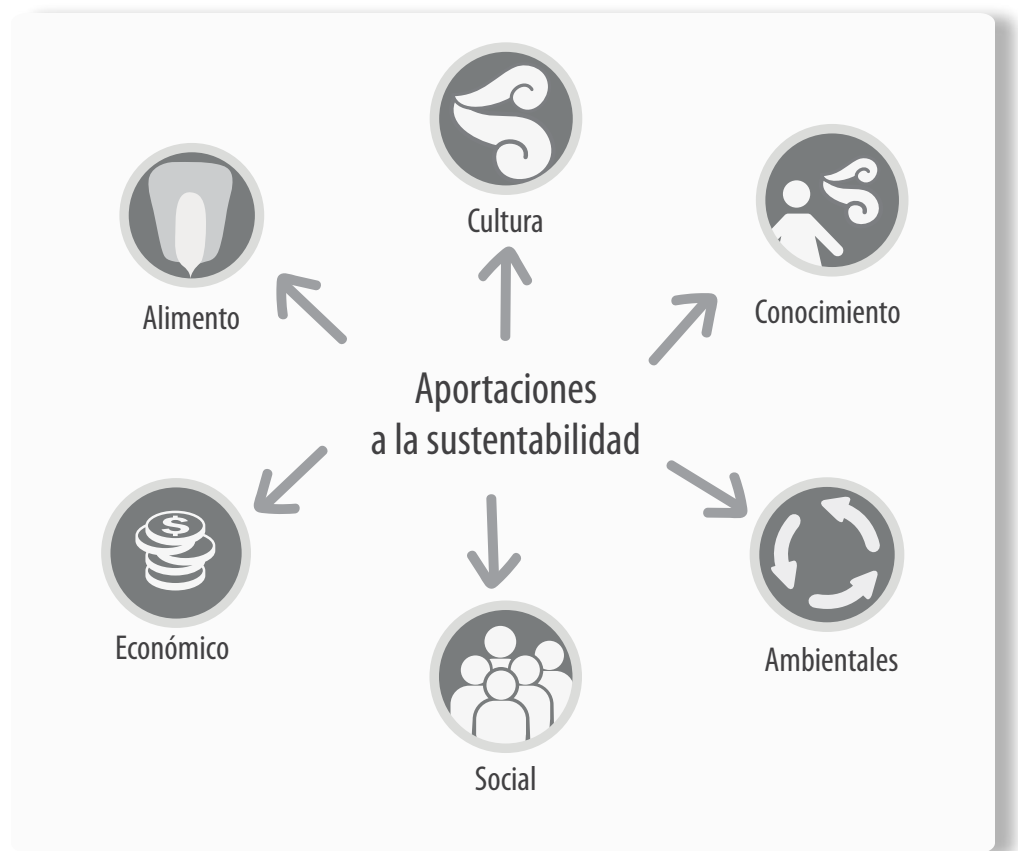 Cultura
Alimento
Conocimiento
Aportaciones
a la sustentabilidad
$
Económico
Ambientales
Social